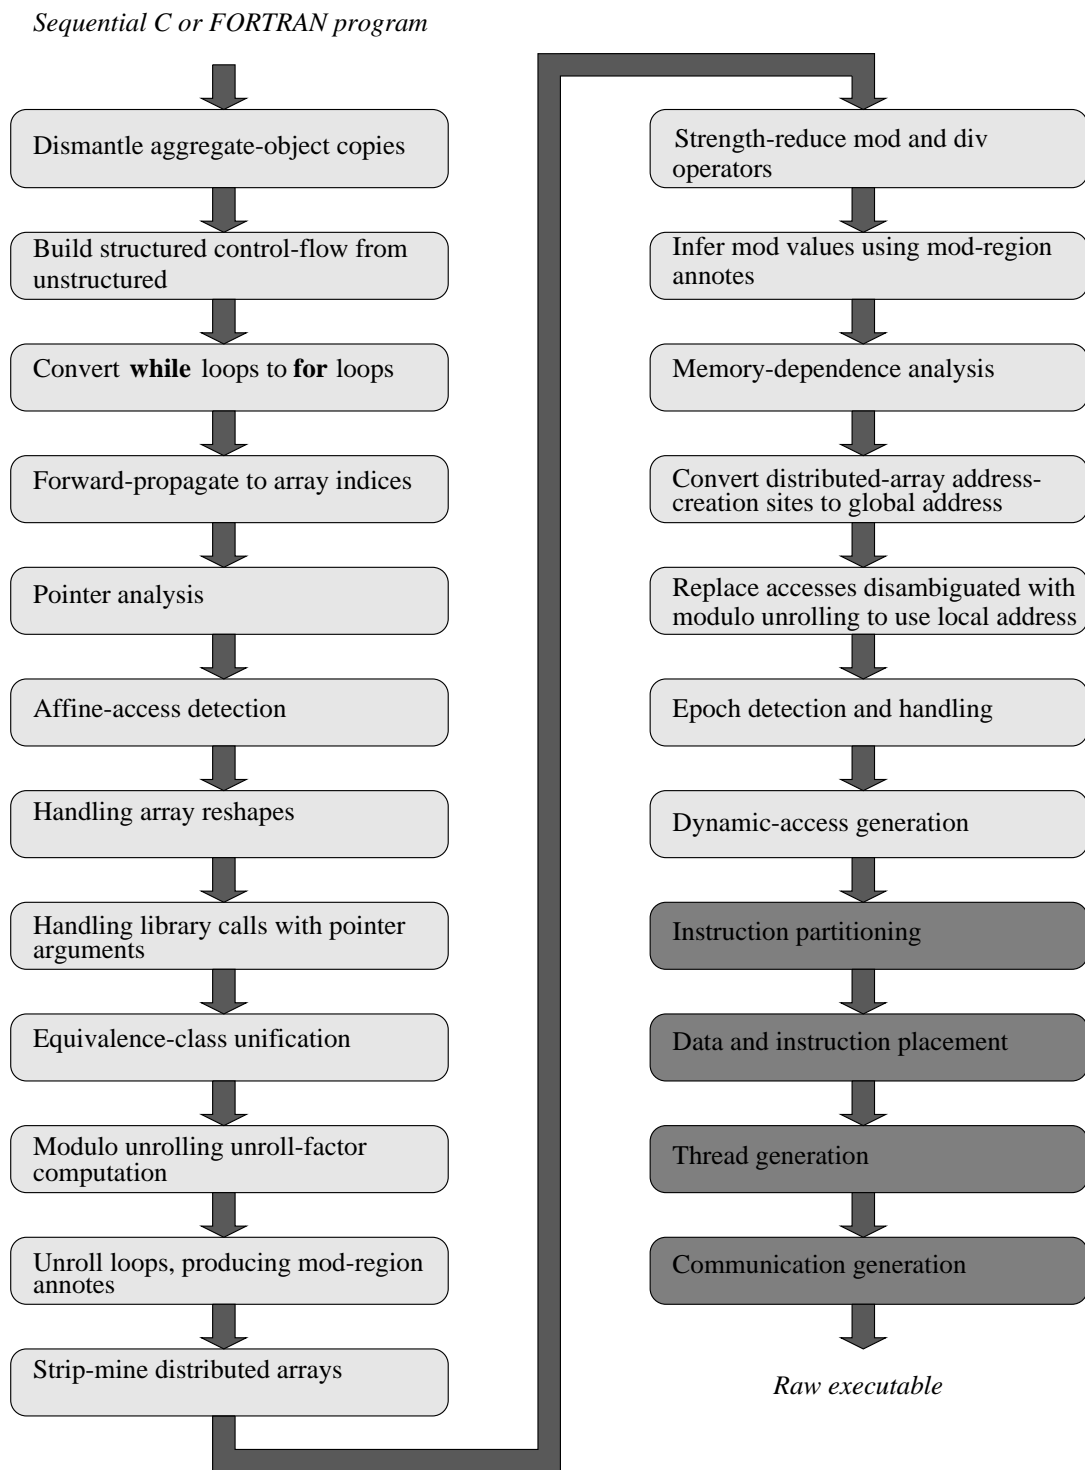 Sequential C or FORTRAN program
Dismantle aggregate-object copies
Build structured control-flow from
unstructured
Convert while loops to for loops
Forward-propagate to array indices
Pointer analysis
Affine-access detection
Handling array reshapes
Handling library calls with pointer
arguments
Equivalence-class unification
Modulo unrolling unroll-factor
computation
Unroll loops, producing mod-region
annotes
Strip-mine distributed arrays
Strength-reduce mod and div
operators
Infer mod values using mod-region
annotes
Memory-dependence analysis
Convert distributed-array address-
creation sites to global address
Replace accesses disambiguated with
modulo unrolling to use local address
Epoch detection and handling
Dynamic-access generation
Instruction partitioning
Data and instruction placement
Thread generation
Communication generation
Raw executable